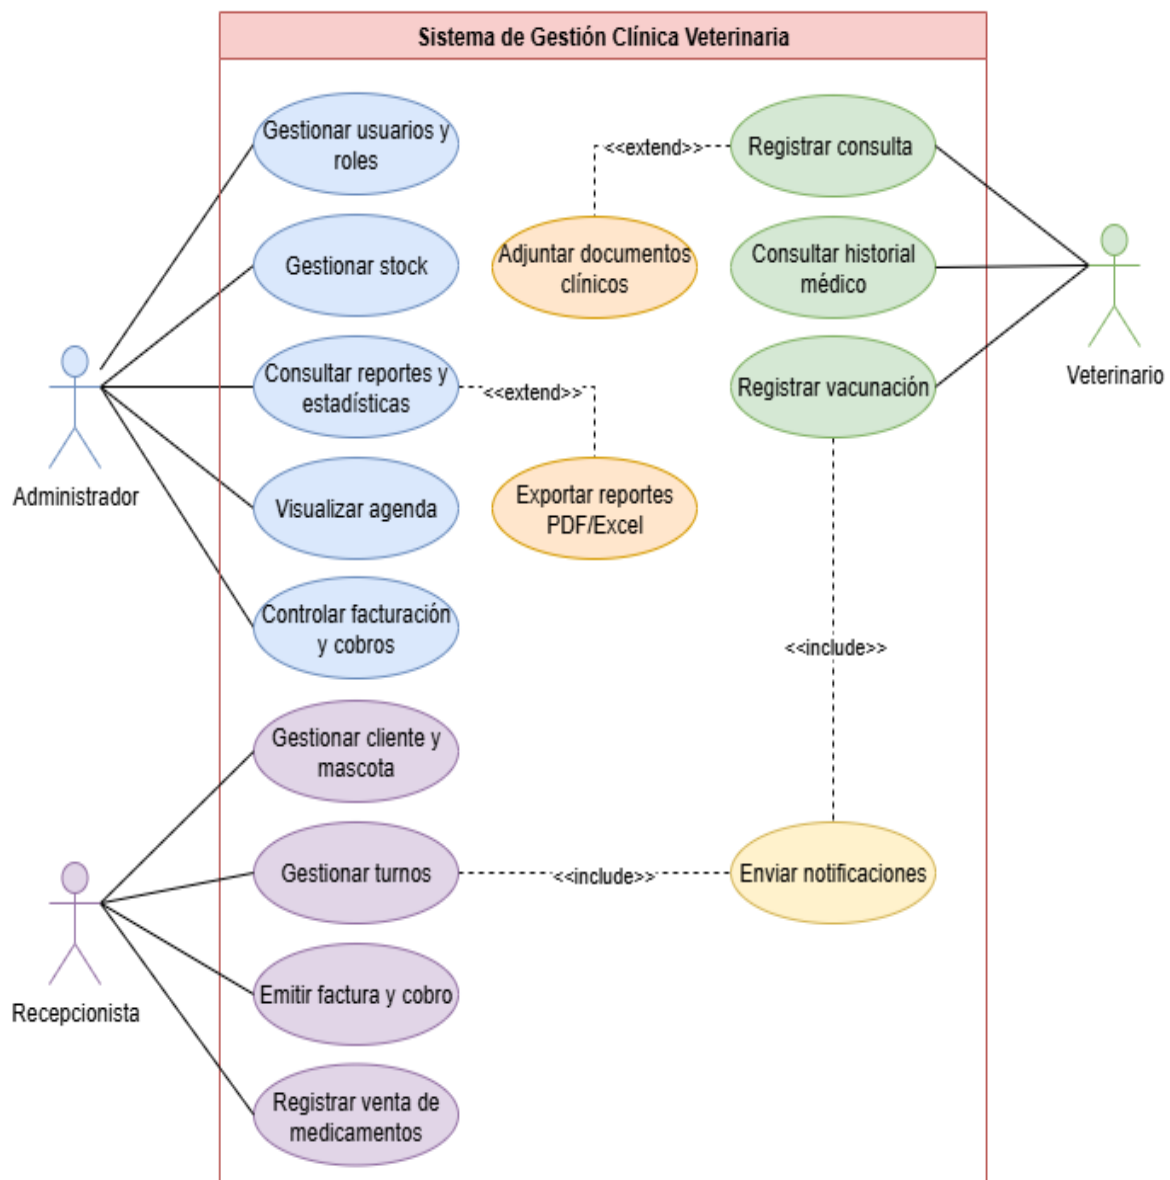 Sistema de Gestión Clínica Veterinaria
Gestionar usuarios y
roles
<<extend>>
Registrar consulta
Gestionar stock
Adjuntar documentos
clínicos
Consultar historial
médico
Veterinario
Consultar reportes y
estadísticas
<<extend>>
Registrar vacunación
Administrador
Visualizar agenda
Exportar reportes
PDF/Excel
Controlar facturación
y cobros
<<include>>
Gestionar cliente y
mascota
Gestionar turnos
<<include>>
Enviar notificaciones
Recepcionista
Emitir factura y cobro
Registrar venta de
medicamentos